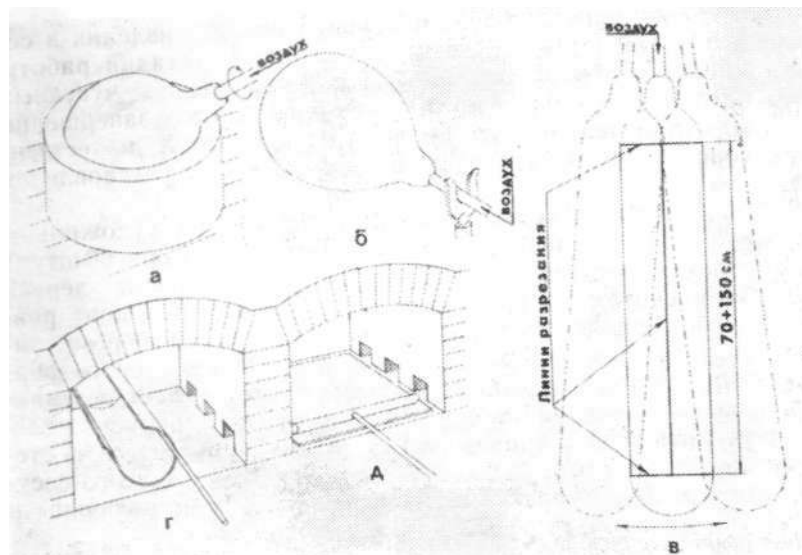 воздух
воздух
воздух
а
б
Линии разрезания
70÷150 см
г
д
в